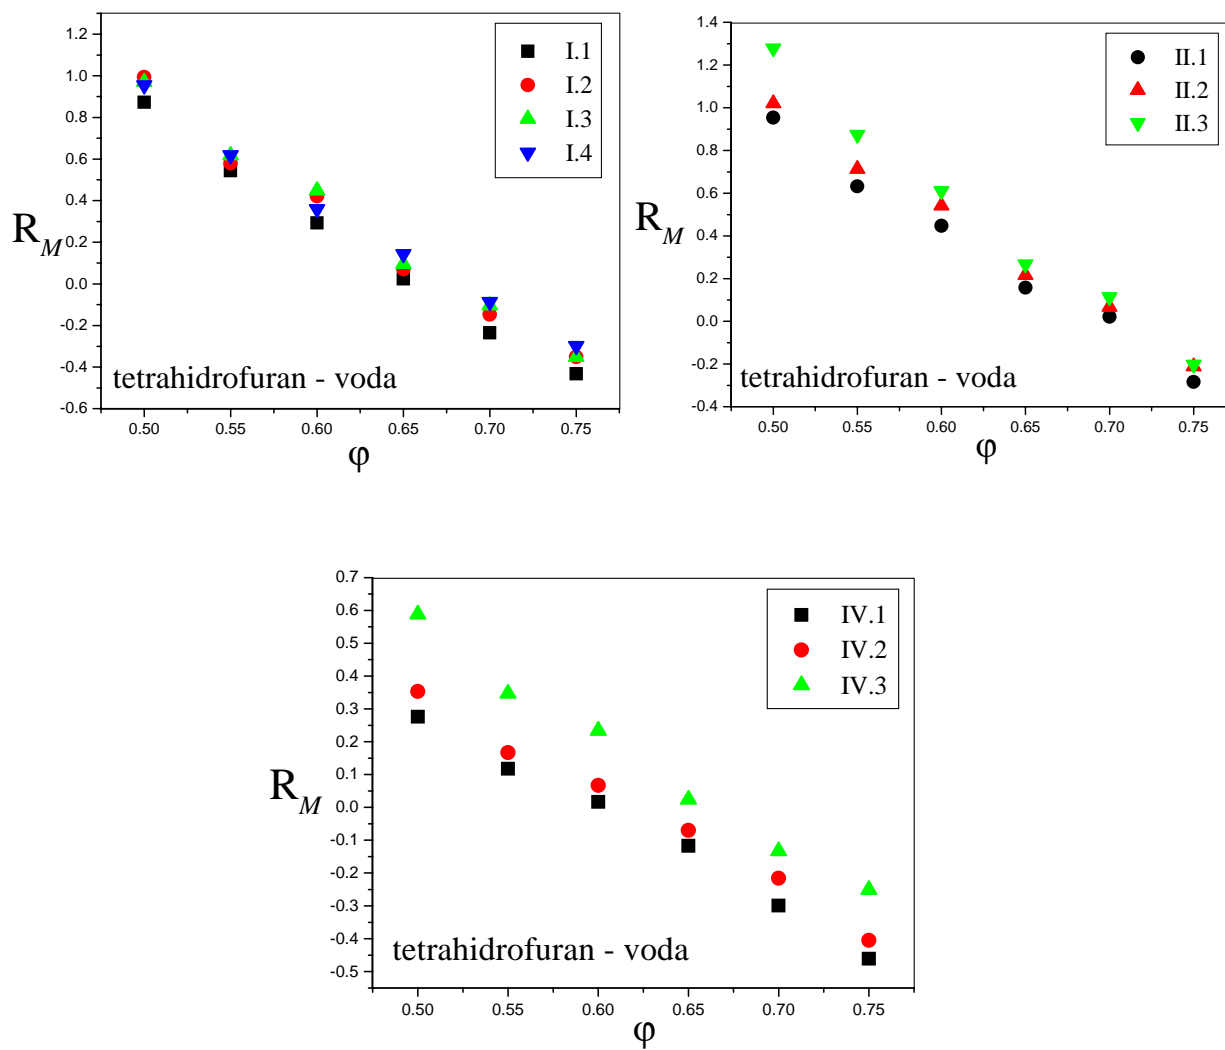 1.2
1.0
0.8
0.6
0.4
0.2
0.0
-0.2
-0.4
-0.6
R_M
I.1
I.2
I.3
I.4
tetrahidrofuran - voda
0.50 0.55 0.60 0.65 0.70 0.75
φ
1.4
1.2
1.0
0.8
0.6
0.4
0.2
0.0
-0.2
-0.4
R_M
II.1
II.2
II.3
tetrahidrofuran - voda
0.50 0.55 0.60 0.65 0.70 0.75
φ
0.7
0.6
0.5
0.4
0.3
0.2
0.1
0.0
-0.1
-0.2
-0.3
-0.4
-0.5
R_M
IV.1
IV.2
IV.3
tetrahidrofuran - voda
0.50 0.55 0.60 0.65 0.70 0.75
φ